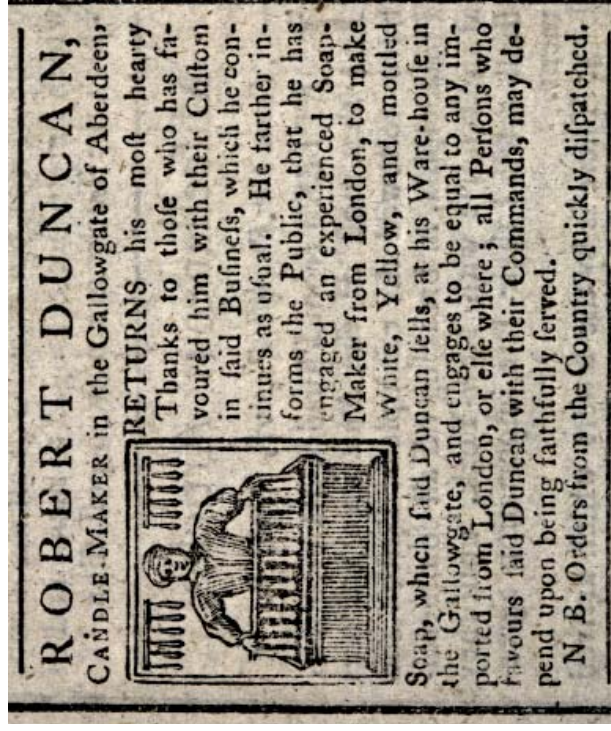 ROBERT DUNCAN,
CANDLE-MAKER in the Gallowgate of Aberdeen,
RETURNS his moſt hearty
Thanks to thoſe who has fa-
voured him with their Cuſtom
in ſaid Buſineſs, which he con-
tinues as uſual. He farther in-
forms the Public, that he has
engaged an experienced Soap-
Maker from London, to make
White, Yellow, and mottled
Soap, which ſaid Duncan ſells, at his Ware-houſe in
the Gallowgate, and engages to be equal to any im-
ported from London, or elſe where; all Perſons who
favours ſaid Duncan with their Commands, may de-
pend upon being faithfully ſerved.
N. B. Orders from the Country quickly diſpatched.